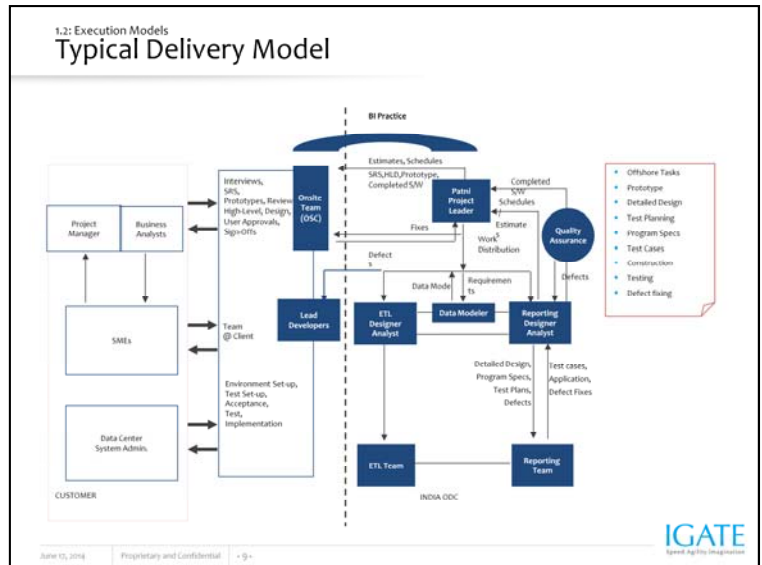 1.2: Execution Models
Typical Delivery Model
BI Practice
Interviews,
SRS,
Prototypes, Review
High-Level, Design,
User Approvals,
Sign-Offs
Onsite
Team
(OSC)
Estimates, Schedules
SRS,HLD,Prototype,
Completed S/W
Patni
Project
Leader
Completed
S/W
Schedules
/
Estimate
s
Quality
Assurance
Project
Manager
Business
Analysts
Fixes
Work
Distribution
Defect
s
Defects
Data Mode
Requiremen
ts
SMEs
Team
@ Client
Lead
Developers
ETL
Designer
Analyst
Data Modeler
Reporting
Designer
Analyst
Detailed Design,
Program Specs,
Test Plans,
Defects
Test cases,
Application,
Defect Fixes
Environment Set-up,
Test Set-up,
Acceptance,
Test,
Implementation
Data Center
System Admin.
ETL Team
Reporting
Team
CUSTOMER
INDIA ODC
Offshore Tasks
Prototype
Detailed Design
Test Planning
Program Specs
Test Cases
Construction
Testing
Defect fixing
June 17, 2014
Proprietary and Confidential
- 9 -
IGATE
Speed Agility Imagination